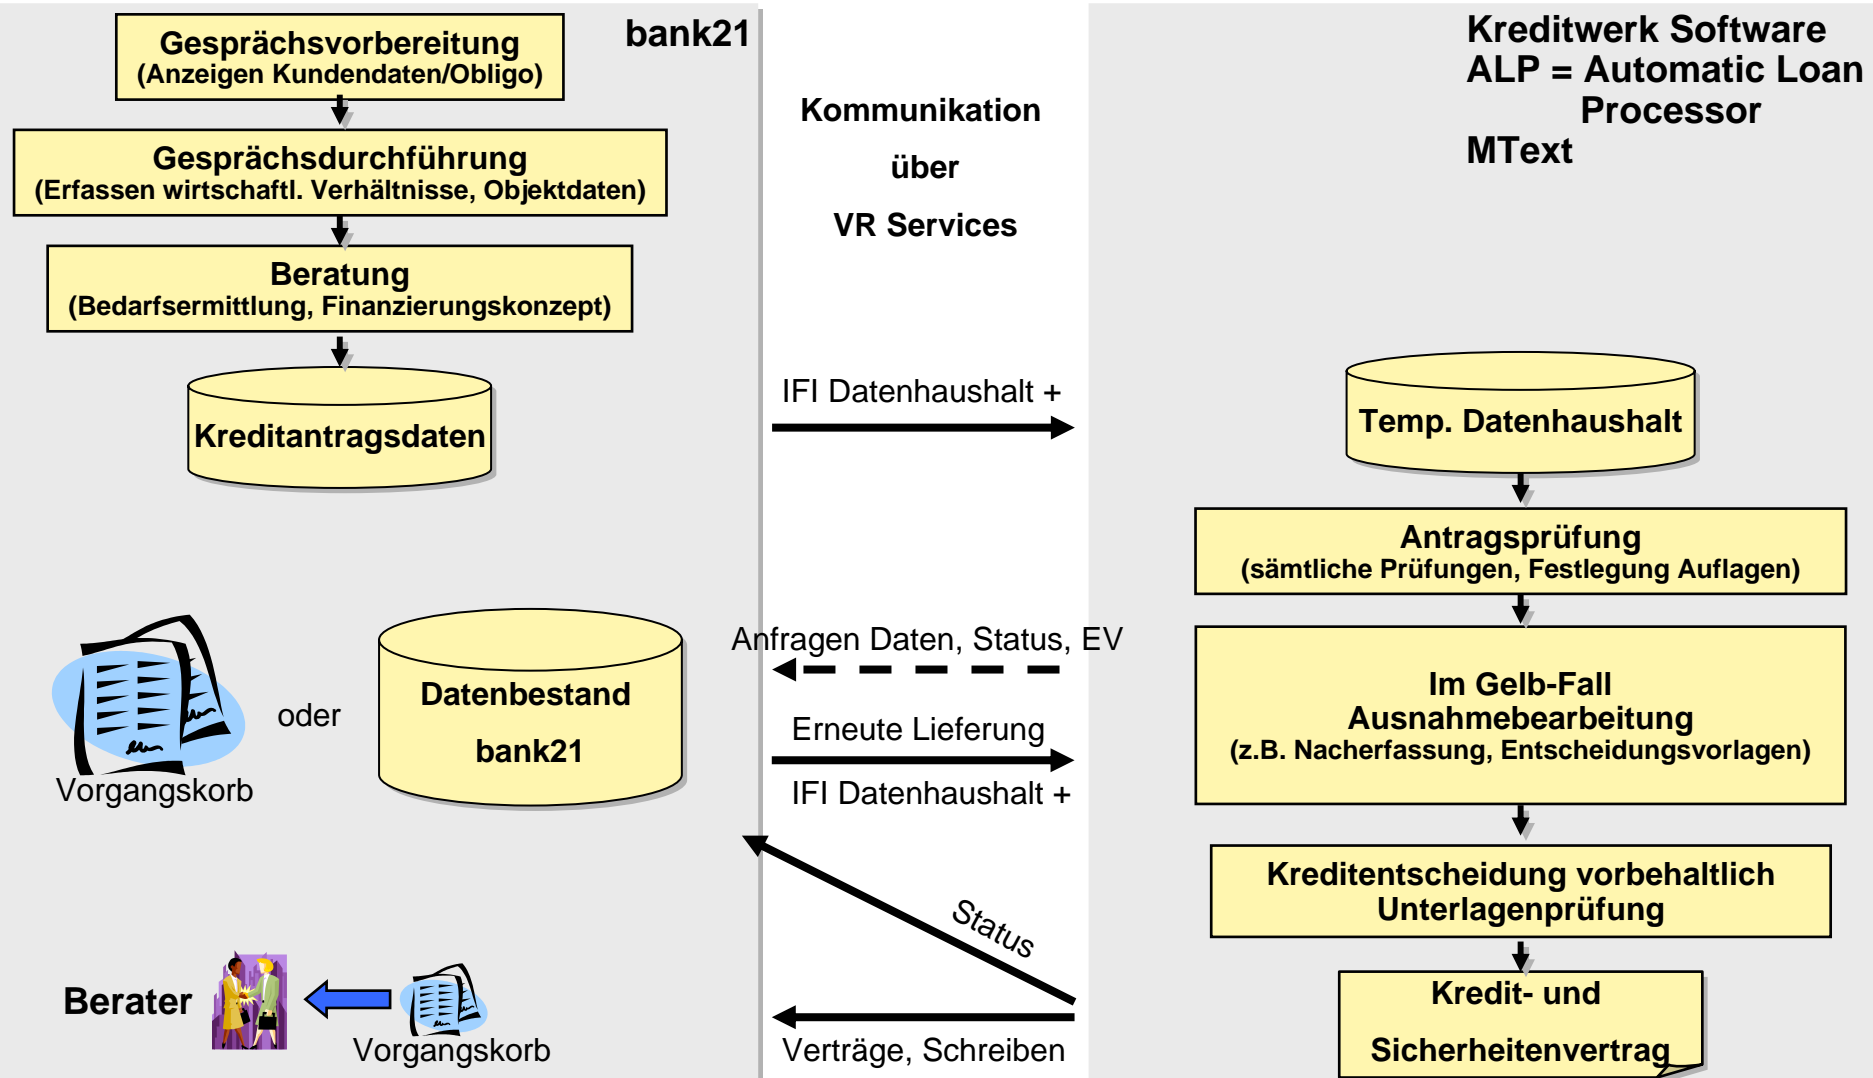 bank21
Gesprächsvorbereitung
(Anzeigen Kundendaten/Obligo)
Gesprächsdurchführung
(Erfassen wirtschaftl. Verhältnisse, Objektdaten)
Beratung
(Bedarfsermittlung, Finanzierungskonzept)
Kreditantragsdaten
Vorgangskorb
oder
Datenbestand
bank21
Berater
Vorgangskorb
Kommunikation
über
VR Services
IFI Datenhaushalt +
Anfragen Daten, Status, EV
Erneute Lieferung
IFI Datenhaushalt +
Status
Verträge, Schreiben
Kreditwerk Software
ALP = Automatic Loan
Processor
MText
Temp. Datenhaushalt
Antragsprüfung
(sämtliche Prüfungen, Festlegung Auflagen)
Im Gelb-Fall
Ausnahmebearbeitung
(z.B. Nacherfassung, Entscheidungsvorlagen)
Kreditentscheidung vorbehaltlich
Unterlagenprüfung
Kredit- und
Sicherheitenvertrag